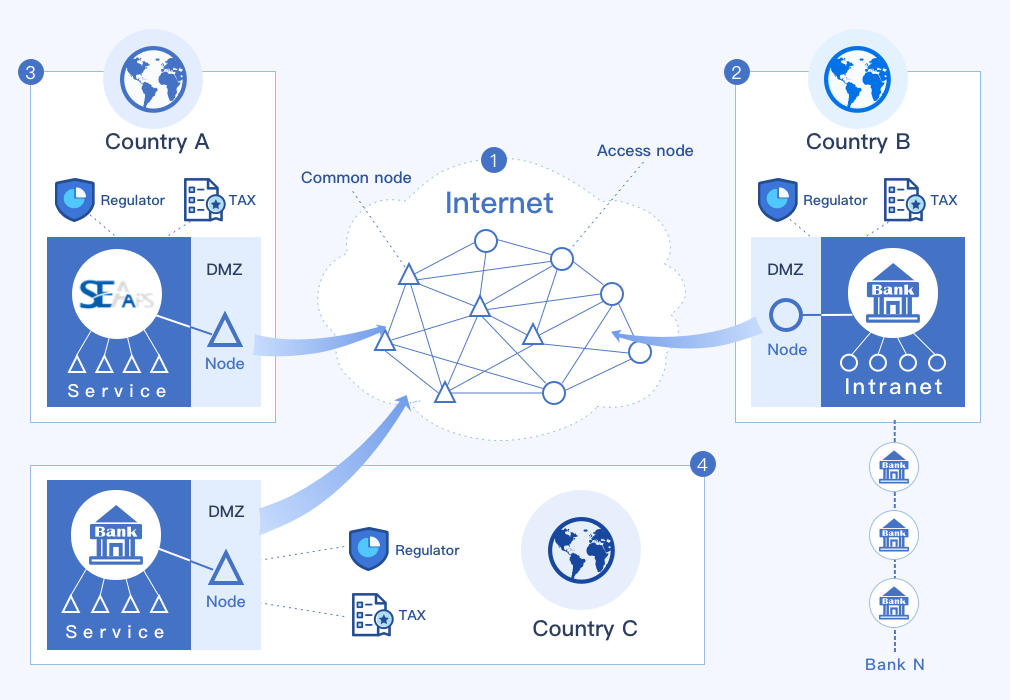 3
Country A
Regulator
TAX
SEAAPS
DMZ
Node
Service
1
Common node
Access node
Internet
2
Country B
Regulator
TAX
DMZ
Node
Bank
Intranet
Bank
Bank
Bank
Bank N
4
Bank
DMZ
Node
Service
Regulator
TAX
Country C